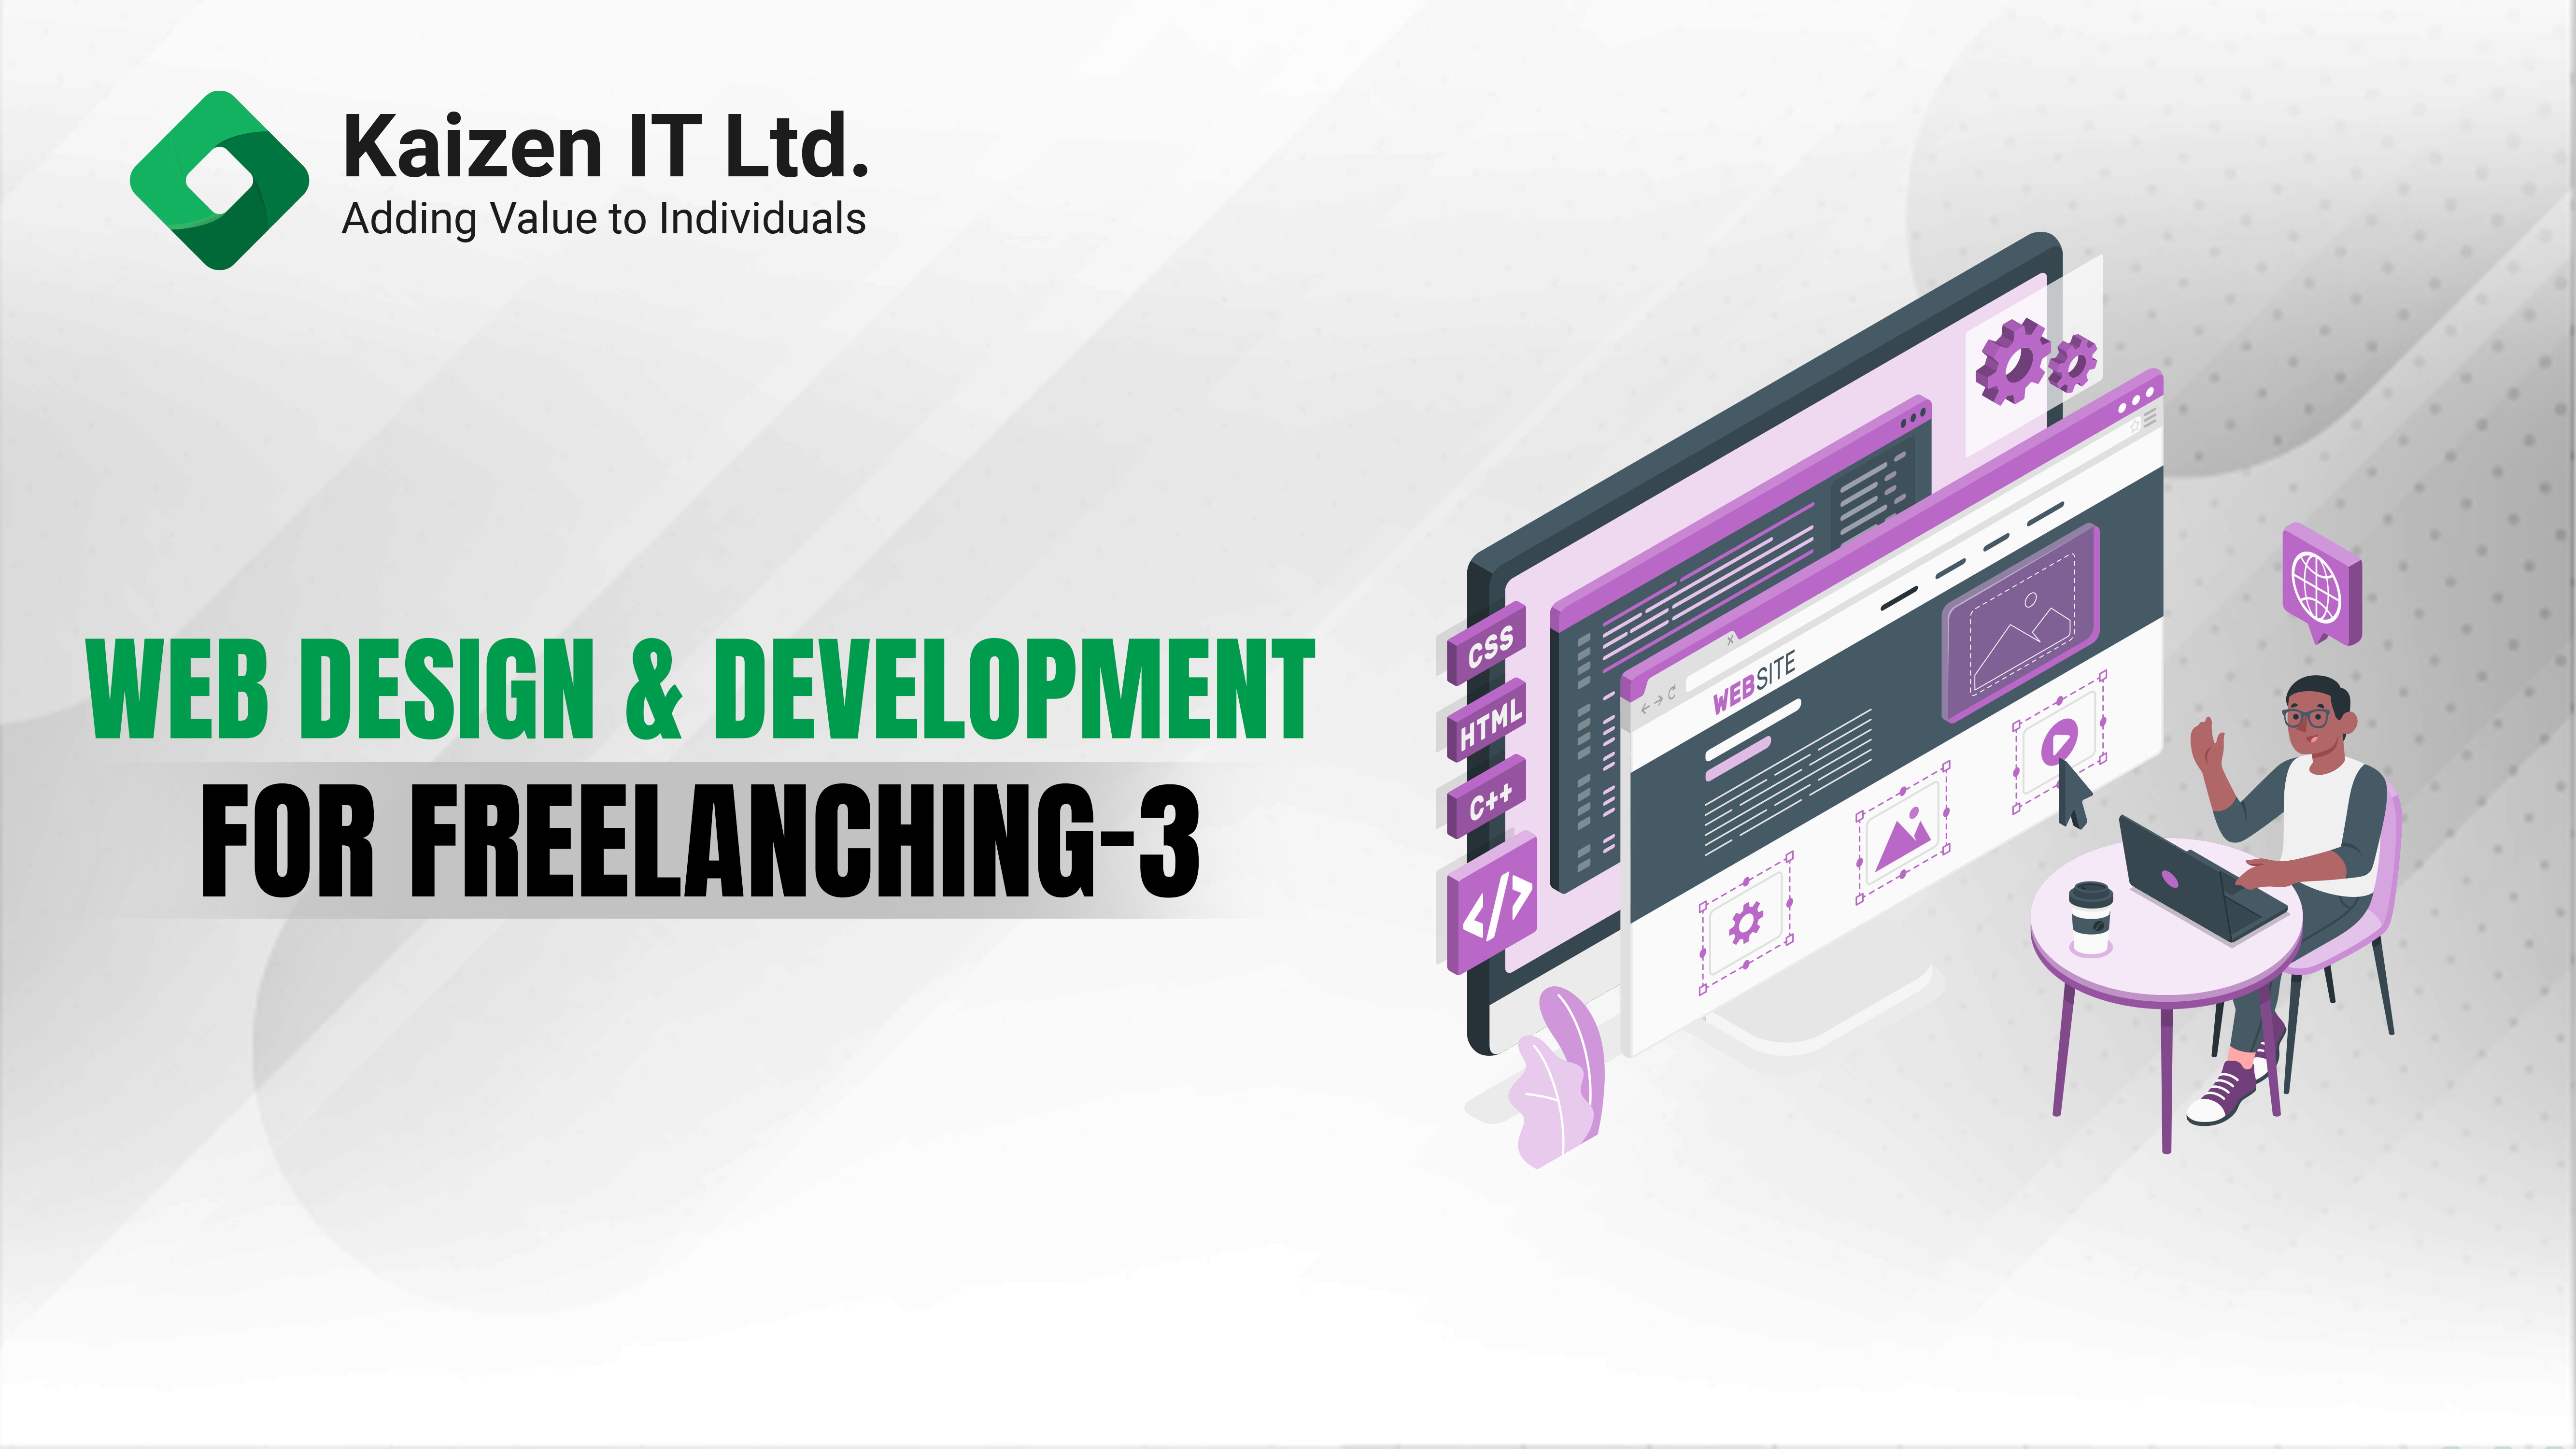 Kaizen IT Ltd.
Adding Value to Individuals
WEB DESIGN & DEVELOPMENT
FOR FREELANCHING-3
CSS
HTML
C++
</>
WEBSITE